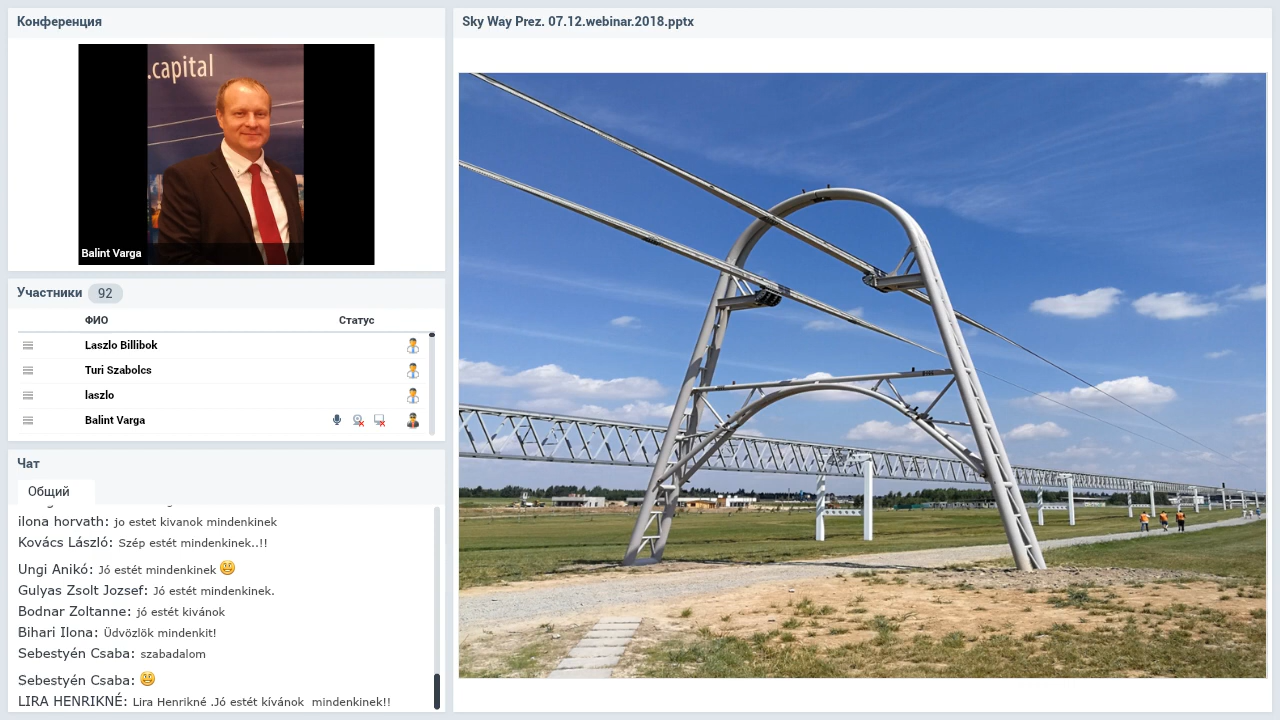 Конференция
.capital
Balint Varga
Участники 92
ФИО Статус
Laszlo Billibok
Turi Szabolcs
laszlo
Balint Varga
Чат
Общий
ilona horvath: jo estet kivanok mindenkinek
Kovács László: Szép estét mindenkinek..!!
Ungi Anikó: Jó estét mindenkinek
Gulyas Zsolt Jozsef: Jó estét mindenkinek.
Bodnar Zoltanne: jó estét kivánok
Bihari Ilona: Üdvözlök mindenkit!
Sebestyén Csaba: szabadalom
Sebestyén Csaba:
LIRA HENRIKNÉ: Lira Henrikné .Jó estét kívánok  mindenkinek!!
Sky Way Prez. 07.12.webinar.2018.pptx